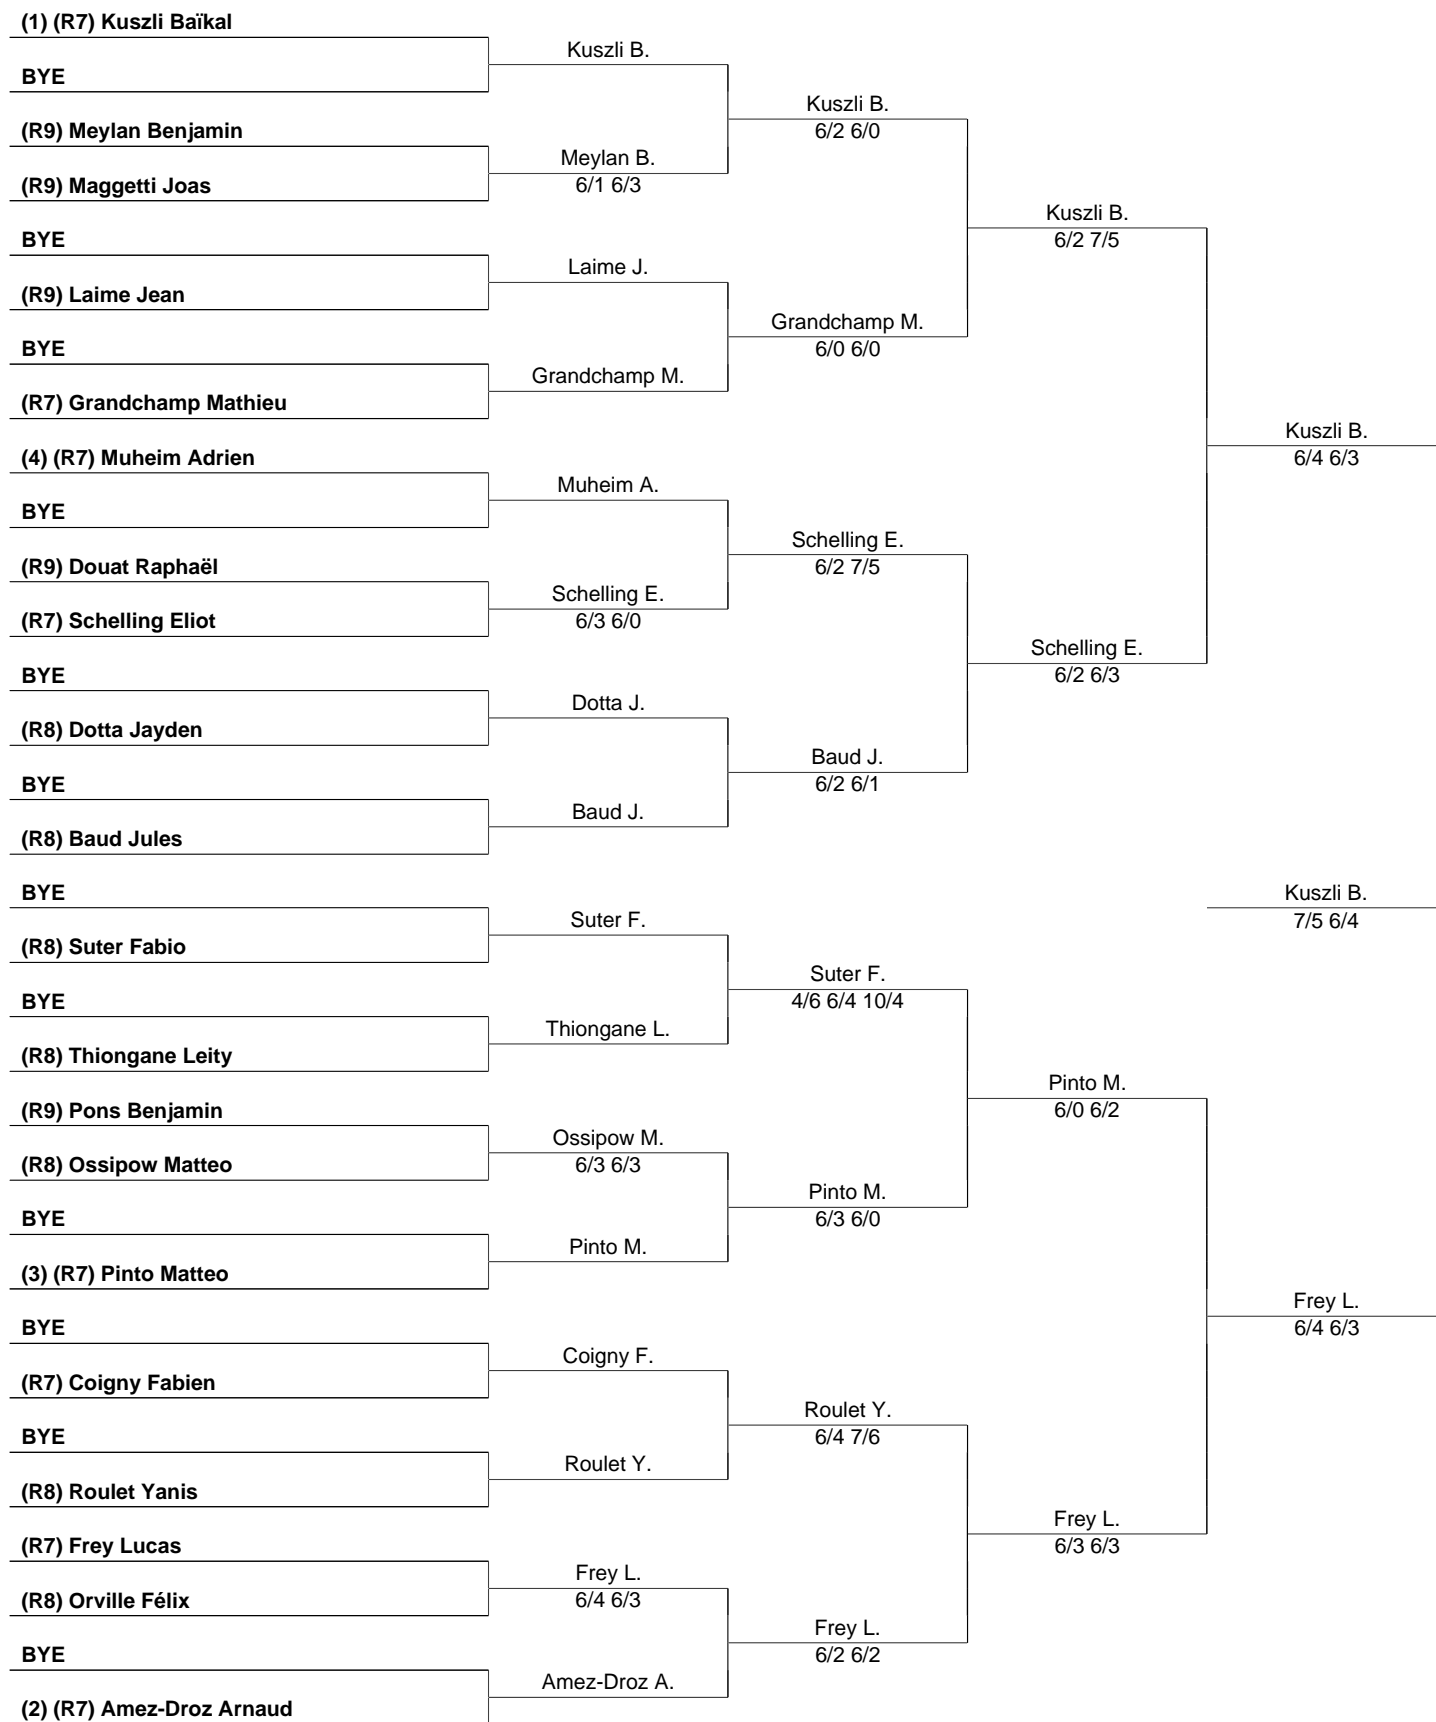 (1) (R7) Kuszli Baïkal
Kuszli B.
BYE
Kuszli B.
6/2 6/0
(R9) Meylan Benjamin
Meylan B.
6/1 6/3
(R9) Maggetti Joas
Kuszli B.
6/2 7/5
BYE
Laime J.
(R9) Laime Jean
Grandchamp M.
6/0 6/0
BYE
Grandchamp M.
(R7) Grandchamp Mathieu
Kuszli B.
6/4 6/3
(4) (R7) Muheim Adrien
Muheim A.
BYE
Schelling E.
6/2 7/5
(R9) Douat Raphaël
Schelling E.
6/3 6/0
(R7) Schelling Eliot
Schelling E.
6/2 6/3
BYE
Dotta J.
(R8) Dotta Jayden
Baud J.
6/2 6/1
BYE
Baud J.
(R8) Baud Jules
BYE
Kuszli B.
7/5 6/4
Suter F.
(R8) Suter Fabio
Suter F.
4/6 6/4 10/4
BYE
Thiongane L.
(R8) Thiongane Leity
Pinto M.
6/0 6/2
(R9) Pons Benjamin
Ossipow M.
6/3 6/3
(R8) Ossipow Matteo
Pinto M.
6/3 6/0
BYE
Pinto M.
(3) (R7) Pinto Matteo
Frey L.
6/4 6/3
BYE
Coigny F.
(R7) Coigny Fabien
Roulet Y.
6/4 7/6
BYE
Roulet Y.
(R8) Roulet Yanis
Frey L.
6/3 6/3
(R7) Frey Lucas
Frey L.
6/4 6/3
(R8) Orville Félix
Frey L.
6/2 6/2
BYE
Amez-Droz A.
(2) (R7) Amez-Droz Arnaud